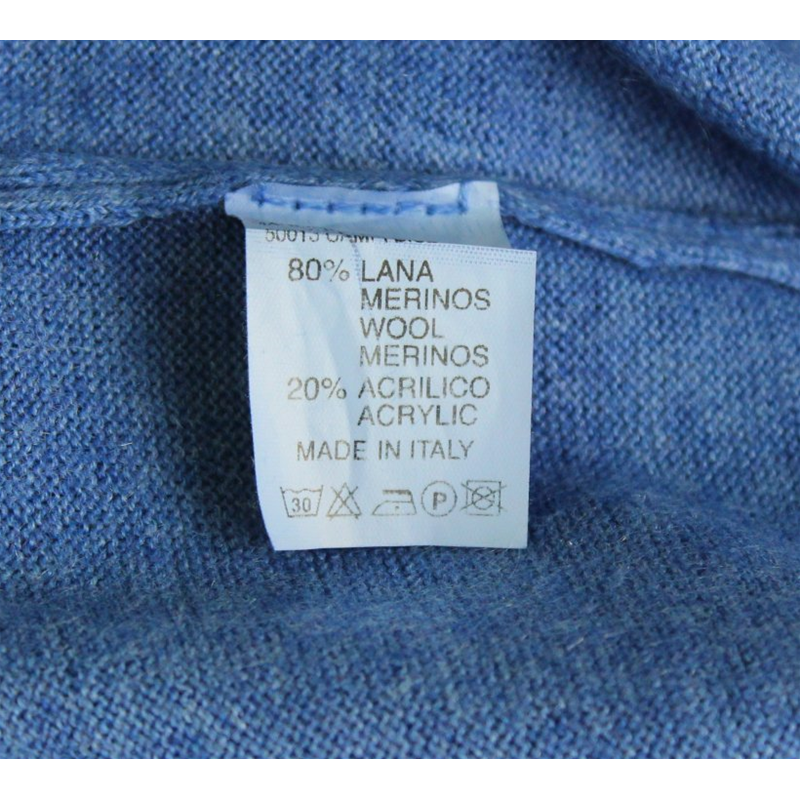 80% LANA
MERINOS
WOOL
MERINOS
20% ACRILICO
ACRYLIC
MADE IN ITALY
30 P